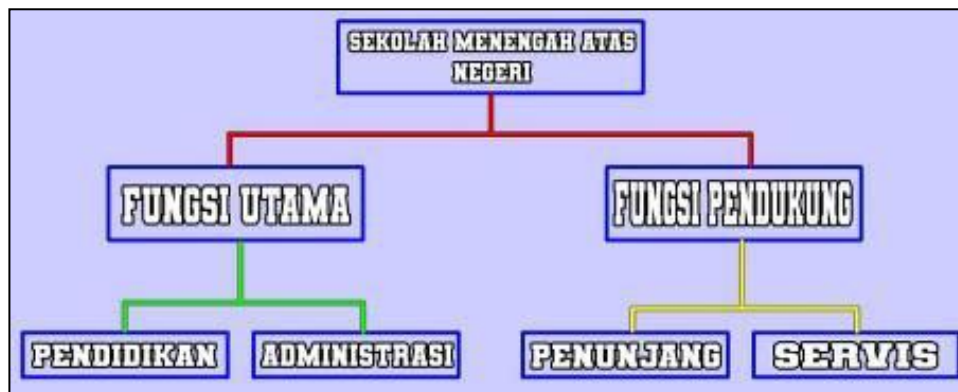 SEKOLAH MENENGAH ATAS
NEGERI
FUNGSI UTAMA
FUNGSI PENDUKUNG
PENDIDIKAN
ADMINISTRASI
PENUNJANG
SERVIS